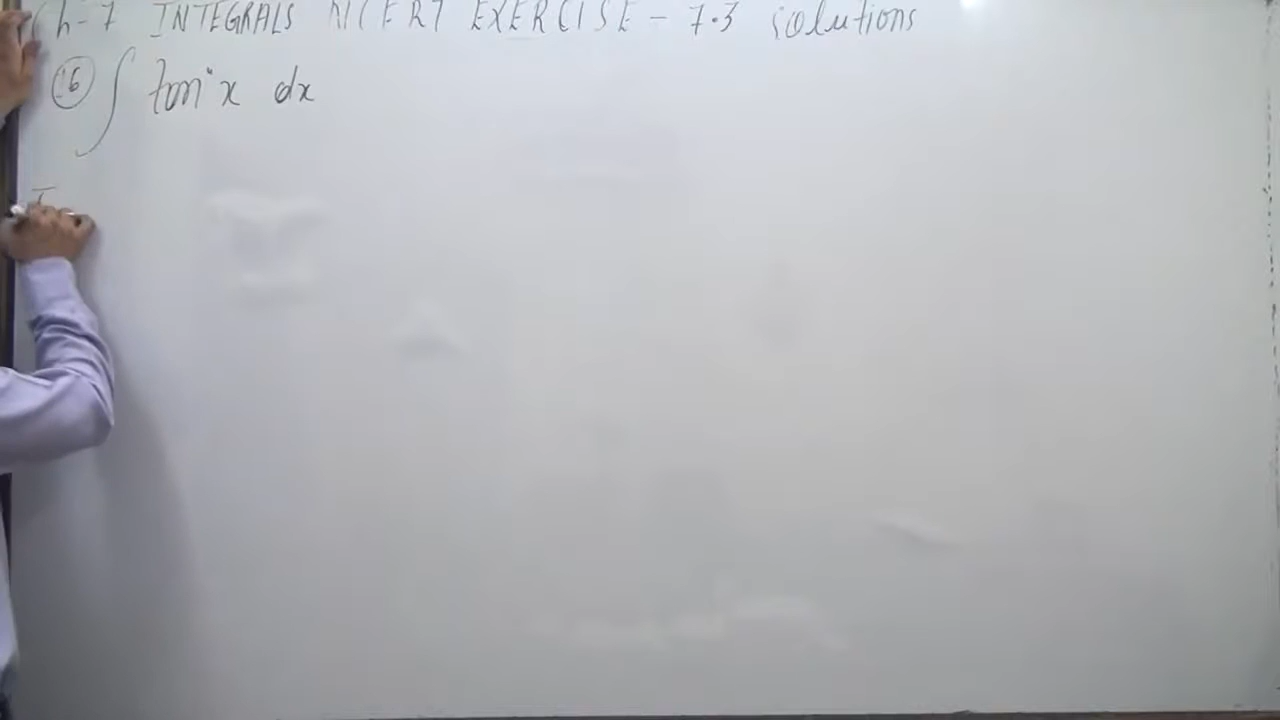 Ch-7 INTEGRALS NCERT EXERCISE - 7.3 solutions
16 ∫ tan⁴x dx
I